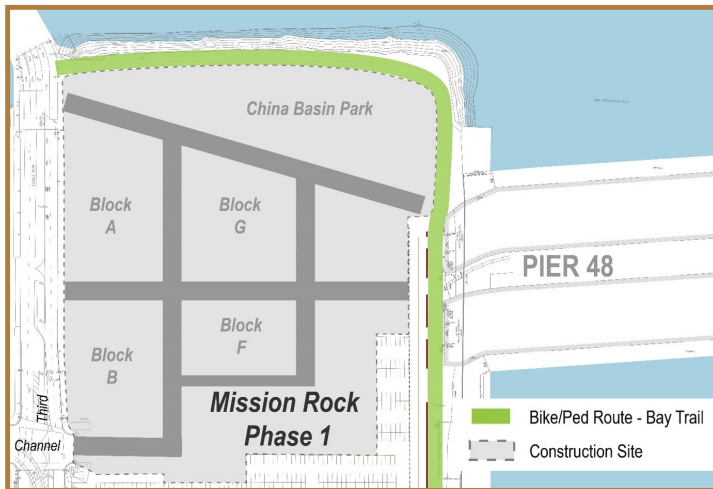 China Basin Park
Block
A
Block
G
PIER 48
Block
F
Block
B
Mission Rock
Phase 1
Third
Channel
Bike/Ped Route - Bay Trail
Construction Site